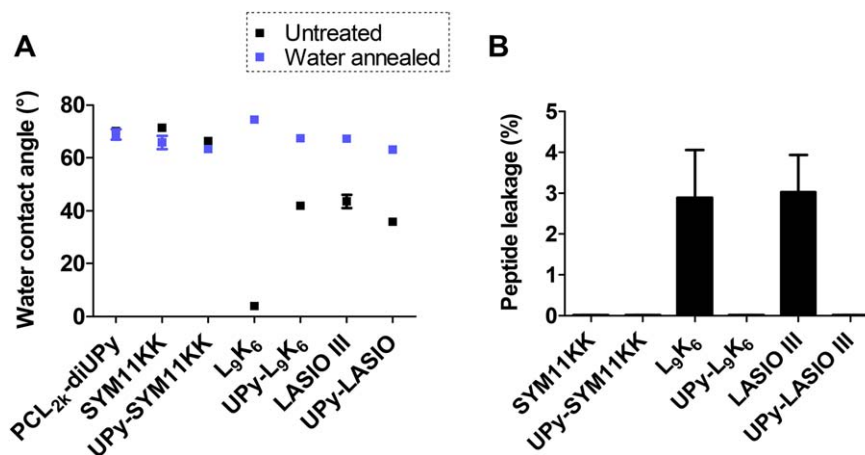 A
Untreated
Water annealed
Water contact angle (°)
80
60
40
20
0
PCL2k-diUPy
SYM11KK
UPy-SYM11KK
L9K6
UPy-L9K6
LASIO III
UPy-LASIO
B
Peptide leakage (%)
5
4
3
2
1
0
SYM11KK
UPy-SYM11KK
L9K6
UPy-L9K6
LASIO III
UPy-LASIO III